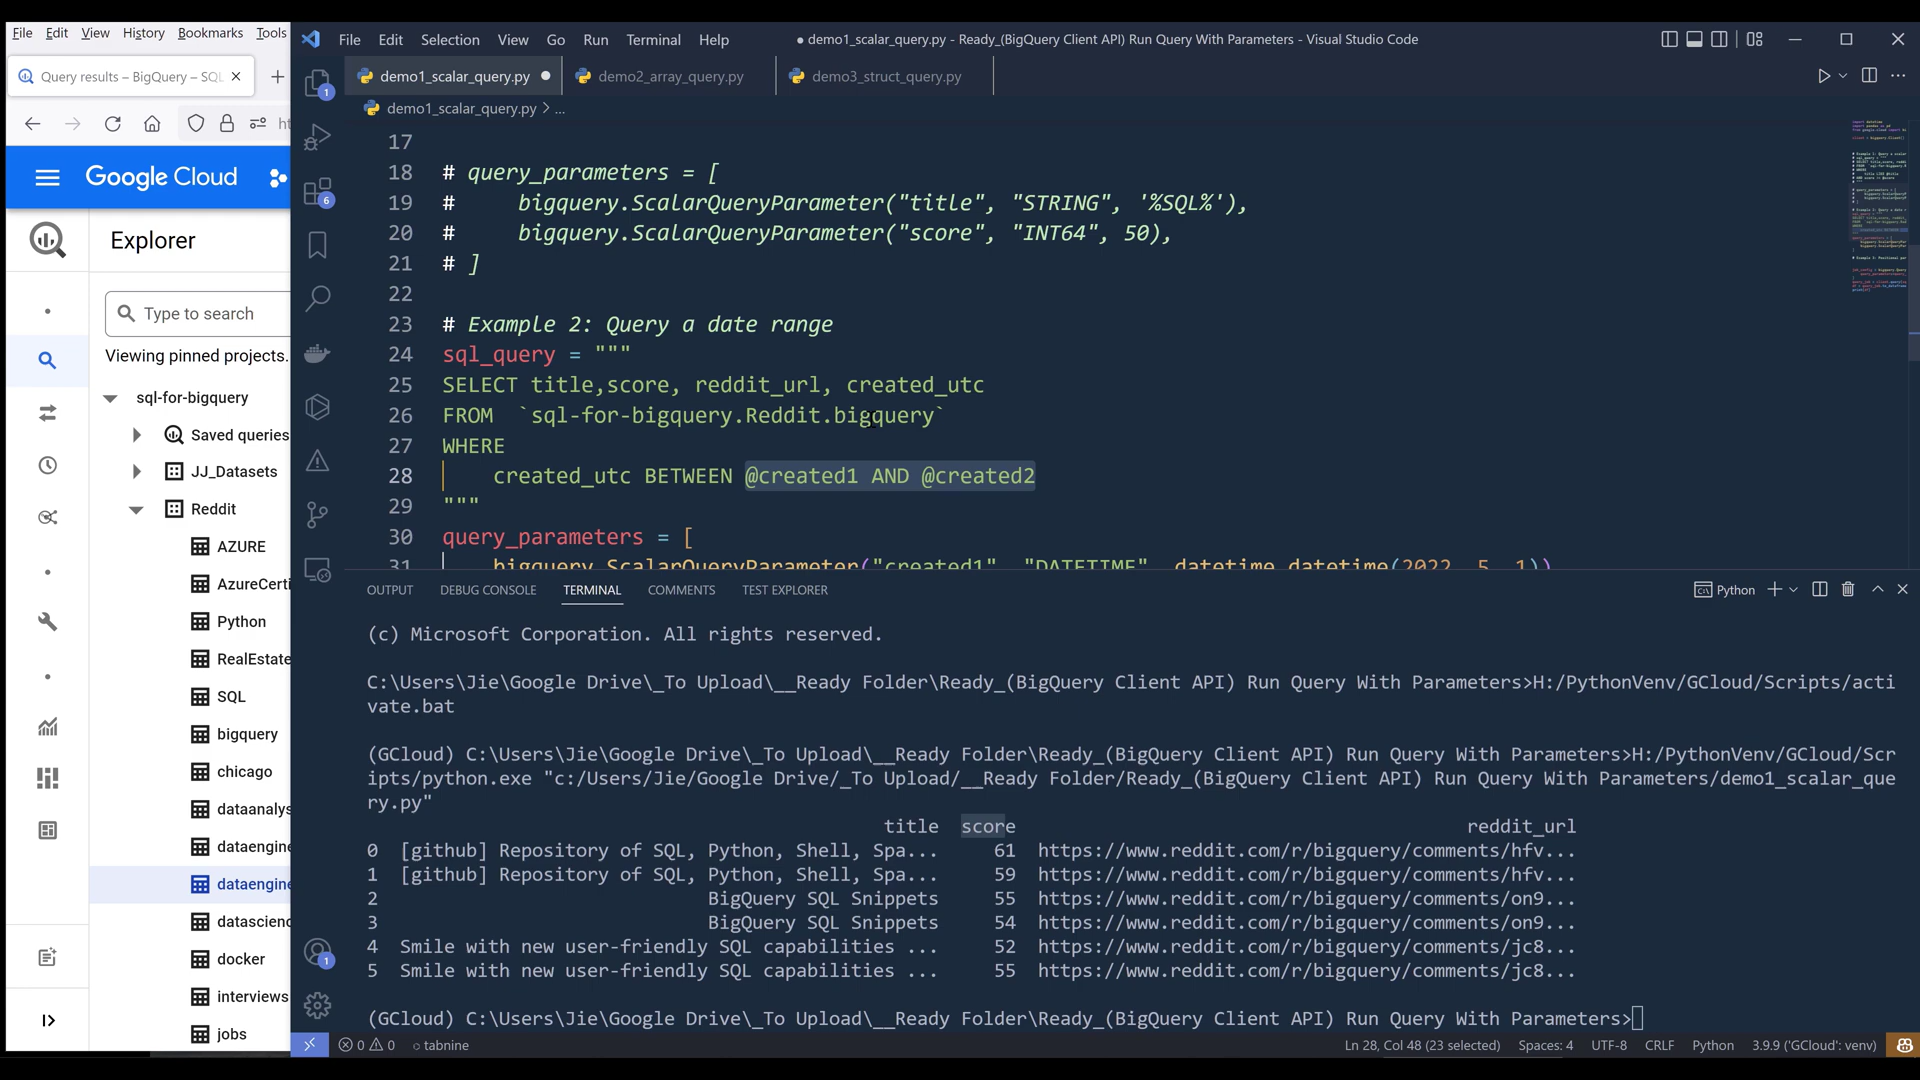 File Edit View History Bookmarks Tools
Query results – BigQuery – SQL
Google Cloud
Explorer
Type to search
Viewing pinned projects.
sql-for-bigquery
Saved queries
JJ_Datasets
Reddit
AZURE
AzureCerti
Python
RealEstate
SQL
bigquery
chicago
dataanalys
dataengine
dataengine
datascienc
docker
interviews
jobs
File Edit Selection View Go Run Terminal Help
● demo1_scalar_query.py - Ready_(BigQuery Client API) Run Query With Parameters - Visual Studio Code
demo1_scalar_query.py ● demo2_array_query.py demo3_struct_query.py
demo1_scalar_query.py > ...
1
6
17
18 # query_parameters = [
19 #     bigquery.ScalarQueryParameter("title", "STRING", '%SQL%'),
20 #     bigquery.ScalarQueryParameter("score", "INT64", 50),
21 # ]
22
23 # Example 2: Query a date range
24 sql_query = """
25 SELECT title,score, reddit_url, created_utc
26 FROM  `sql-for-bigquery.Reddit.bigquery`
27 WHERE
28     created_utc BETWEEN @created1 AND @created2
29 """
30 query_parameters = [
31     bigquery.ScalarQueryParameter("created1", "DATETIME", datetime.datetime(2022, 5, 1))
OUTPUT DEBUG CONSOLE TERMINAL COMMENTS TEST EXPLORER
Python
(c) Microsoft Corporation. All rights reserved.
C:\Users\Jie\Google Drive\_To Upload\__Ready Folder\Ready_(BigQuery Client API) Run Query With Parameters>H:/PythonVenv/GCloud/Scripts/acti
vate.bat
(GCloud) C:\Users\Jie\Google Drive\_To Upload\__Ready Folder\Ready_(BigQuery Client API) Run Query With Parameters>H:/PythonVenv/GCloud/Scr
ipts/python.exe "c:/Users/Jie/Google Drive/_To Upload/__Ready Folder/Ready_(BigQuery Client API) Run Query With Parameters/demo1_scalar_que
ry.py"
title score reddit_url
0 [github] Repository of SQL, Python, Shell, Spa... 61 https://www.reddit.com/r/bigquery/comments/hfv...
1 [github] Repository of SQL, Python, Shell, Spa... 59 https://www.reddit.com/r/bigquery/comments/hfv...
2 BigQuery SQL Snippets 55 https://www.reddit.com/r/bigquery/comments/on9...
3 BigQuery SQL Snippets 54 https://www.reddit.com/r/bigquery/comments/on9...
4 Smile with new user-friendly SQL capabilities ... 52 https://www.reddit.com/r/bigquery/comments/jc8...
5 Smile with new user-friendly SQL capabilities ... 55 https://www.reddit.com/r/bigquery/comments/jc8...
(GCloud) C:\Users\Jie\Google Drive\_To Upload\__Ready Folder\Ready_(BigQuery Client API) Run Query With Parameters>
1
0 0 tabnine Ln 28, Col 48 (23 selected) Spaces: 4 UTF-8 CRLF Python 3.9.9 ('GCloud': venv)